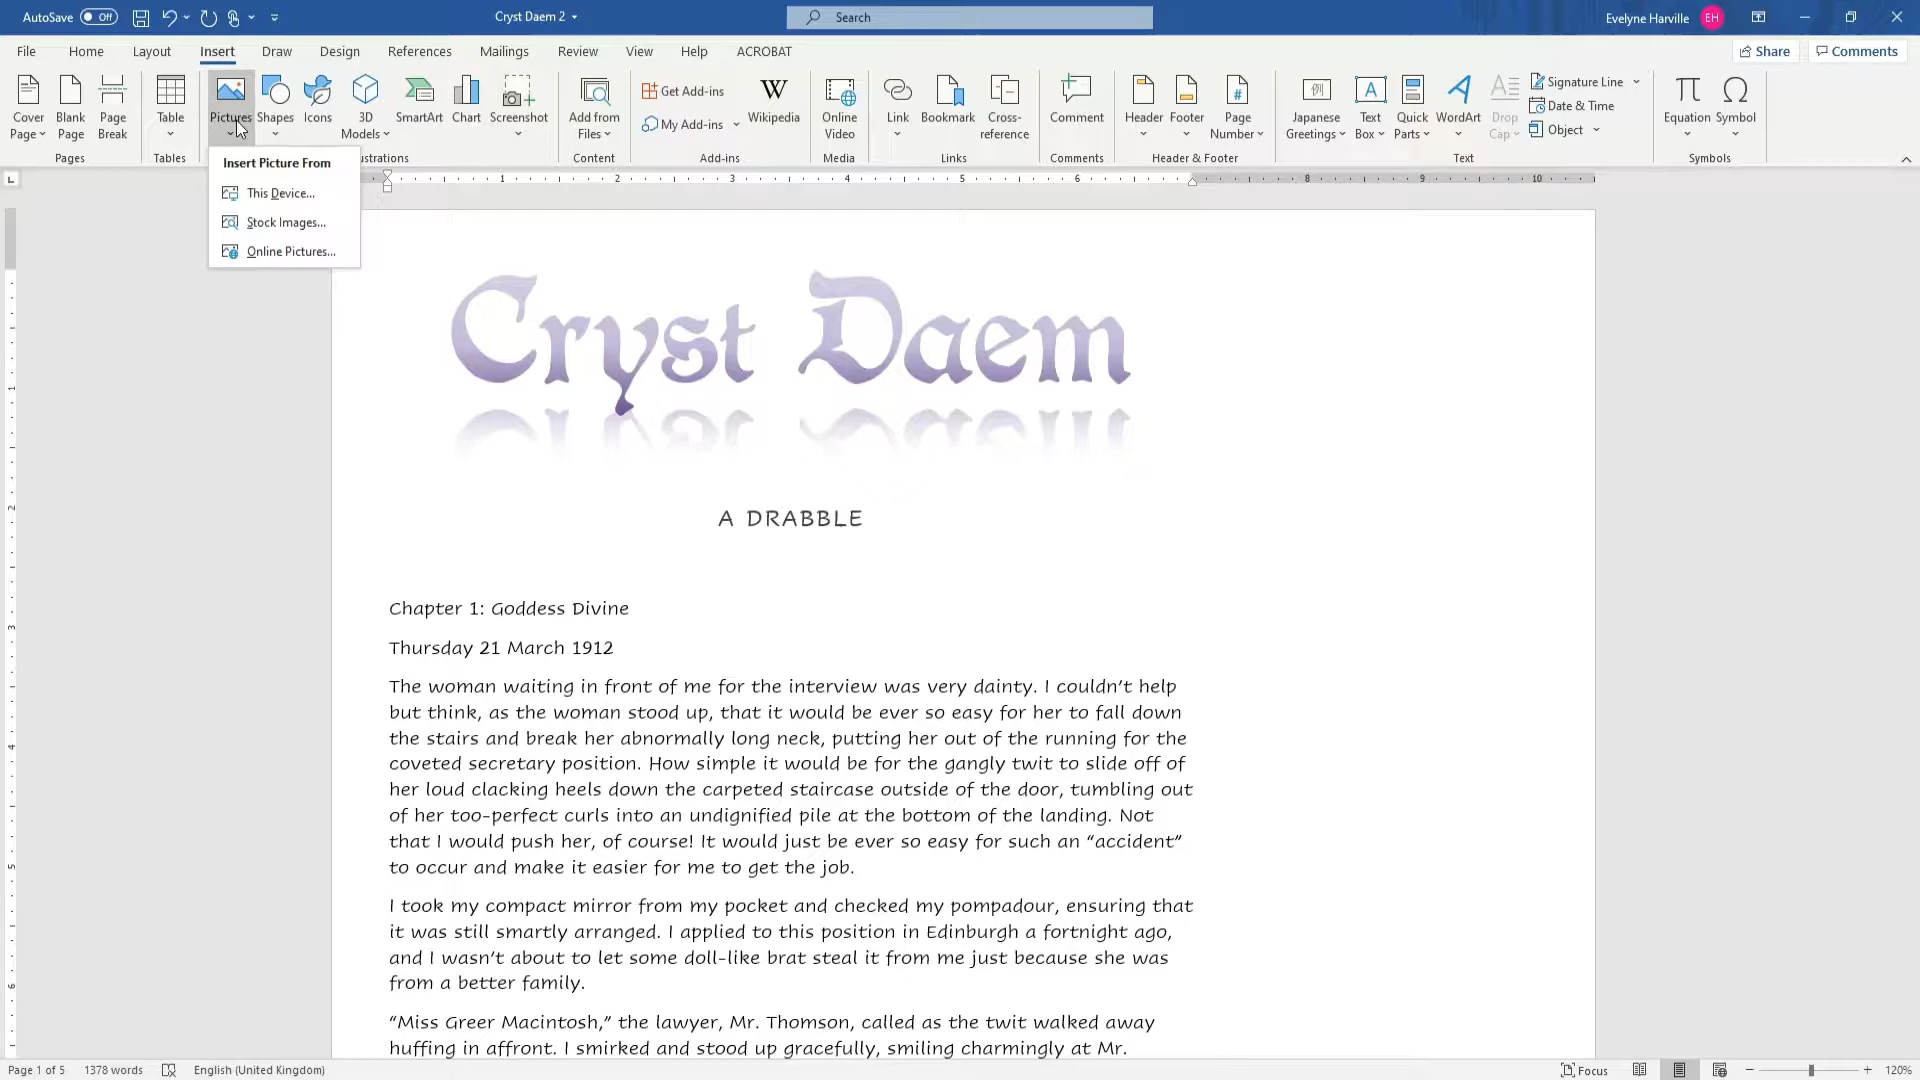 AutoSave Off
Cryst Daem 2
Search
Evelyne Harville EH
File Home Layout Insert Draw Design References Mailings Review View Help ACROBAT
Share Comments
Cover Page
Blank Page
Page Break
Pages
Table
Tables
Pictures
Shapes
Icons
3D Models
SmartArt
Chart
Screenshot
lustrations
Add from Files
Content
Get Add-ins
My Add-ins
Wikipedia
Add-ins
Online Video
Media
Link
Bookmark
Cross-reference
Links
Comment
Comments
Header
Footer
Page Number
Header & Footer
Japanese Greetings
Text Box
Quick Parts
WordArt
Drop Cap
Signature Line
Date & Time
Object
Text
Equation
Symbol
Symbols
Insert Picture From
This Device...
Stock Images...
Online Pictures...
1 2 3 4 5 6 8 9 10
Cryst Daem
A DRABBLE
Chapter 1: Goddess Divine
Thursday 21 March 1912
The woman waiting in front of me for the interview was very dainty. I couldn't help
but think, as the woman stood up, that it would be ever so easy for her to fall down
the stairs and break her abnormally long neck, putting her out of the running for the
coveted secretary position. How simple it would be for the gangly twit to slide off of
her loud clacking heels down the carpeted staircase outside of the door, tumbling out
of her too-perfect curls into an undignified pile at the bottom of the landing. Not
that I would push her, of course! It would just be ever so easy for such an “accident”
to occur and make it easier for me to get the job.
I took my compact mirror from my pocket and checked my pompadour, ensuring that
it was still smartly arranged. I applied to this position in Edinburgh a fortnight ago,
and I wasn't about to let some doll-like brat steal it from me just because she was
from a better family.
“Miss Greer Macintosh,” the lawyer, Mr. Thomson, called as the twit walked away
huffing in affront. I smirked and stood up gracefully, smiling charmingly at Mr.
Page 1 of 5 1378 words English (United Kingdom)
Focus
120%